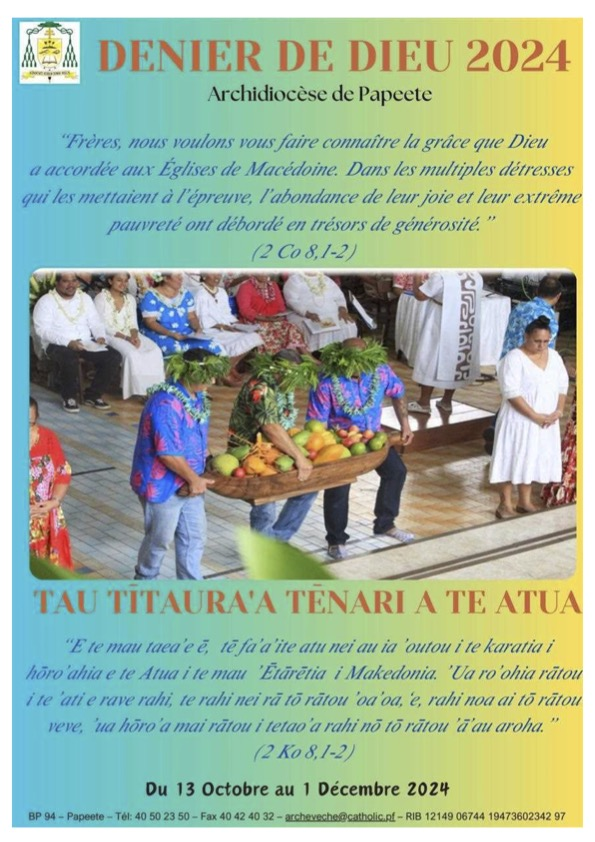 DENIER DE DIEU 2024
Archidiocèse de Papeete
“Frères, nous voulons vous faire connaître la grâce que Dieu
a accordée aux Églises de Macédoine. Dans les multiples détresses
qui les mettaient à l’épreuve, l’abondance de leur joie et leur extrême
pauvreté ont débordé en trésors de générosité.”
(2 Co 8,1-2)
TAU TĪTAURA'A TĒNARI A TE ATUA
“E te mau taea’e ē, tē fa’a’ite atu nei au ia ’outou i te karatia i
hōro’ahia e te Atua i te mau ’Ētārētia i Makedonia. ’Ua ro’ohia rātou
i te ’ati e rave rahi, te rahi nei rā tō rātou ’oa’oa,‘e, rahi noa ai tō rātou
veve, ’ua hōro’a mai rātou i tetao’a rahi nō tō rātou ’ā’au aroha.”
(2 Ko 8,1-2)
Du 13 Octobre au 1 Décembre 2024
BP 94 – Papeete – Tél: 40 50 23 50 – Fax 40 42 40 32 – archeveche@catholic.pf – RIB 12149 06744 19473602342 97